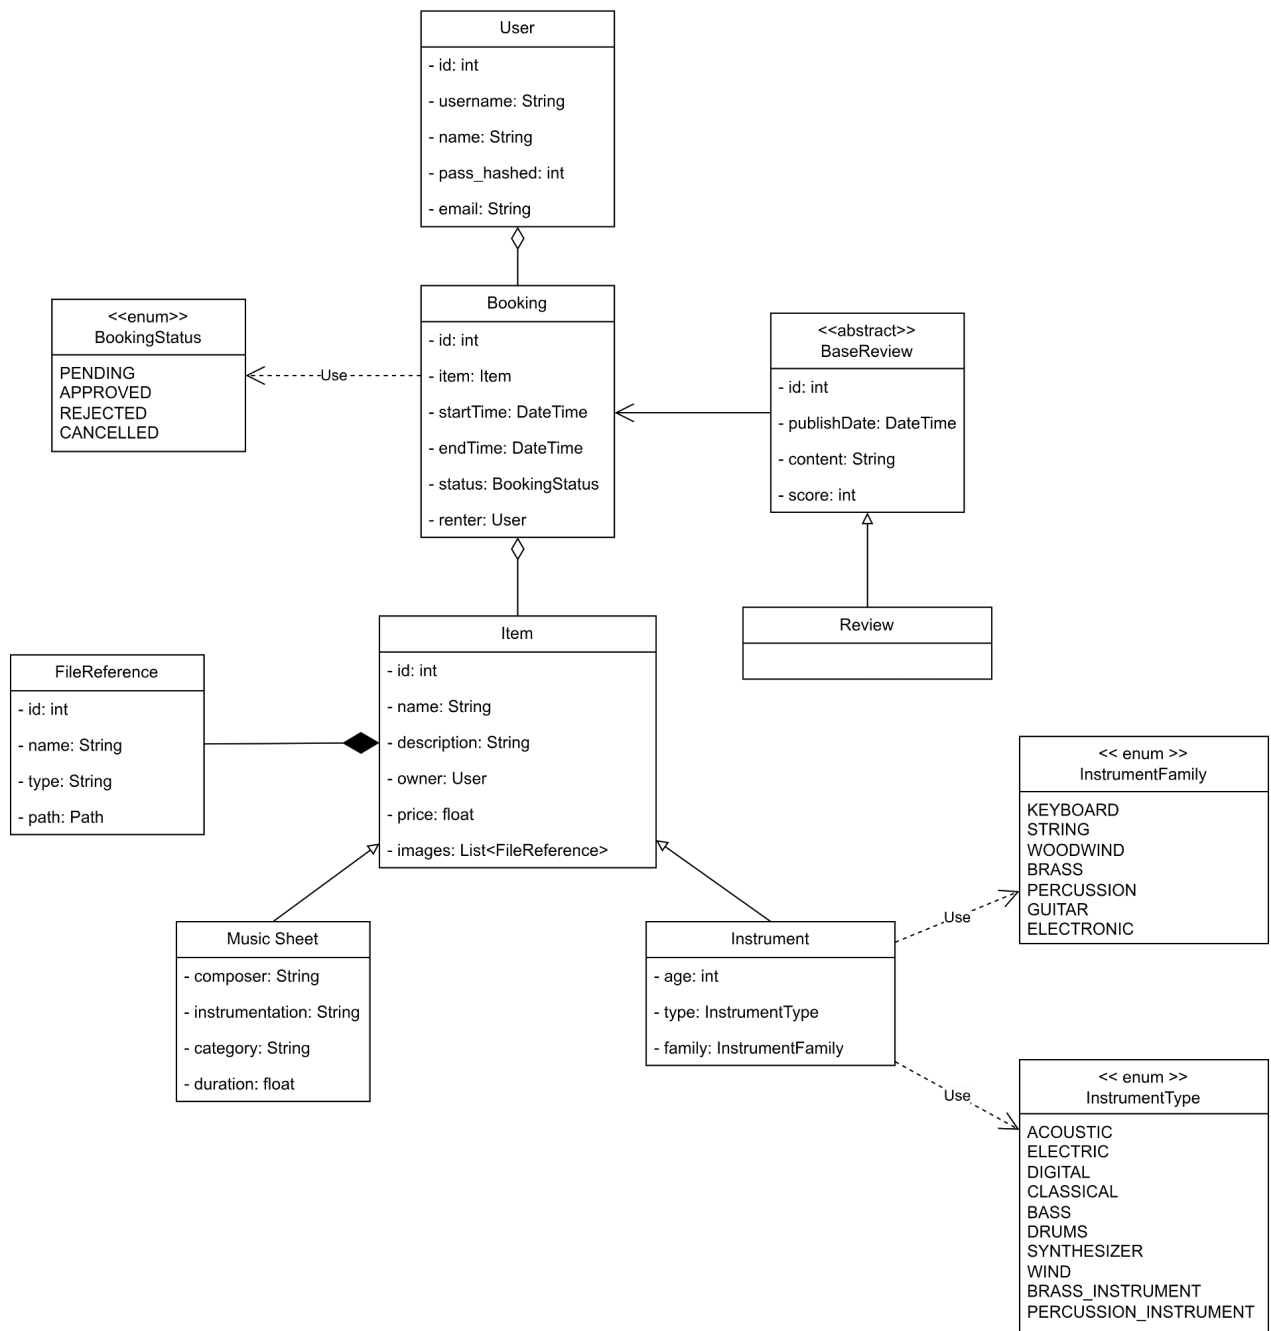 User
- id: int
- username: String
- name: String
- pass_hashed: int
- email: String
<<enum>>
BookingStatus
PENDING
APPROVED
REJECTED
CANCELLED
Use
Booking
- id: int
- item: Item
- startTime: DateTime
- endTime: DateTime
- status: BookingStatus
- renter: User
<<abstract>>
BaseReview
- id: int
- publishDate: DateTime
- content: String
- score: int
Review
FileReference
- id: int
- name: String
- type: String
- path: Path
Item
- id: int
- name: String
- description: String
- owner: User
- price: float
- images: List<FileReference>
Music Sheet
- composer: String
- instrumentation: String
- category: String
- duration: float
Instrument
- age: int
- type: InstrumentType
- family: InstrumentFamily
Use
<< enum >>
InstrumentFamily
KEYBOARD
STRING
WOODWIND
BRASS
PERCUSSION
GUITAR
ELECTRONIC
Use
<< enum >>
InstrumentType
ACOUSTIC
ELECTRIC
DIGITAL
CLASSICAL
BASS
DRUMS
SYNTHESIZER
WIND
BRASS_INSTRUMENT
PERCUSSION_INSTRUMENT